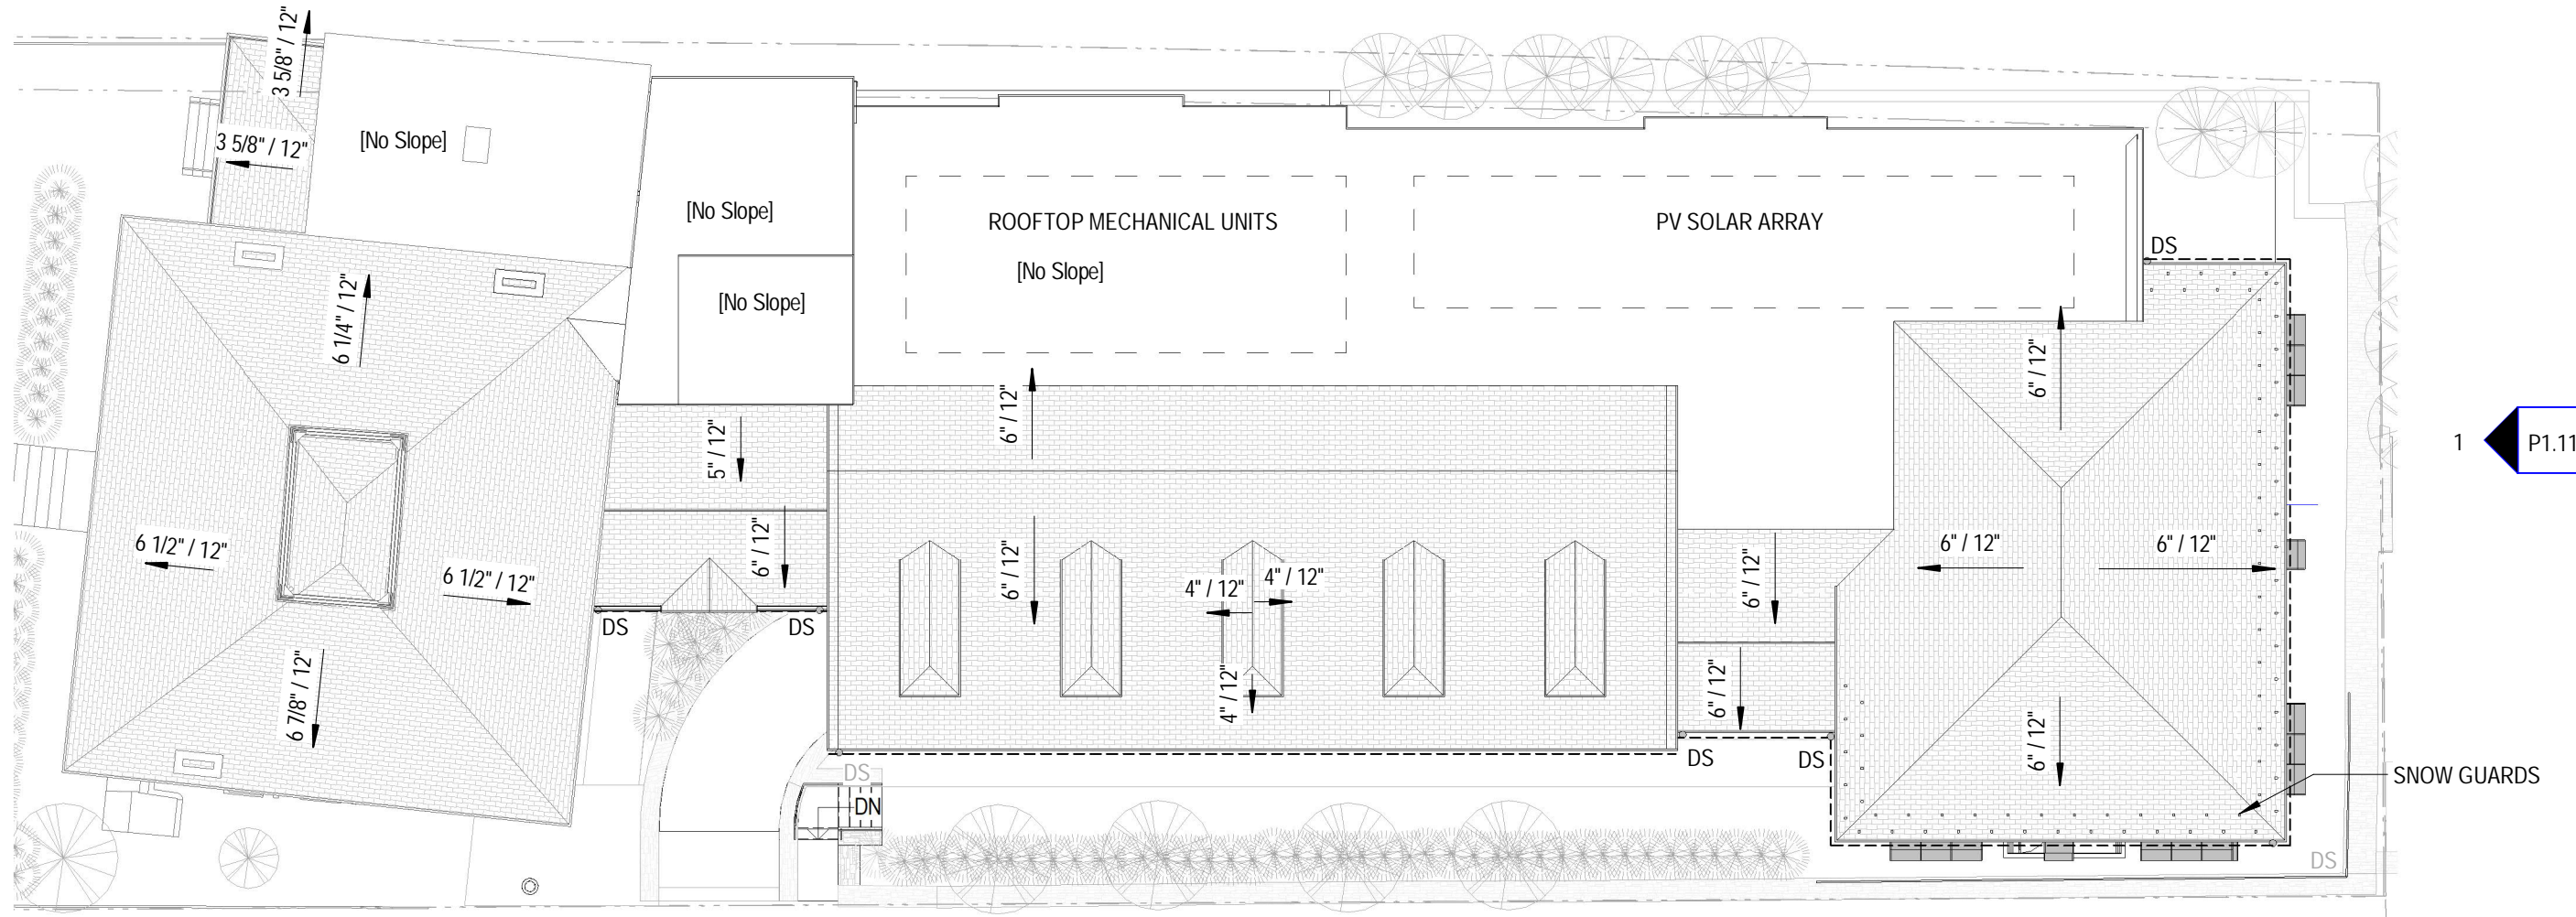 3 5/8" / 12"
3 5/8" / 12"
[No Slope]
[No Slope]
[No Slope]
ROOFTOP MECHANICAL UNITS
[No Slope]
PV SOLAR ARRAY
DS
6 1/4" / 12"
6" / 12"
6" / 12"
5" / 12"
1
P1.11
6 1/2" / 12"
6 1/2" / 12"
6" / 12"
6" / 12"
4" / 12"
4" / 12"
6" / 12"
6" / 12"
6" / 12"
DS
DS
6 7/8" / 12"
4" / 12"
6" / 12"
6" / 12"
DS
DS
DS
SNOW GUARDS
DN
DS